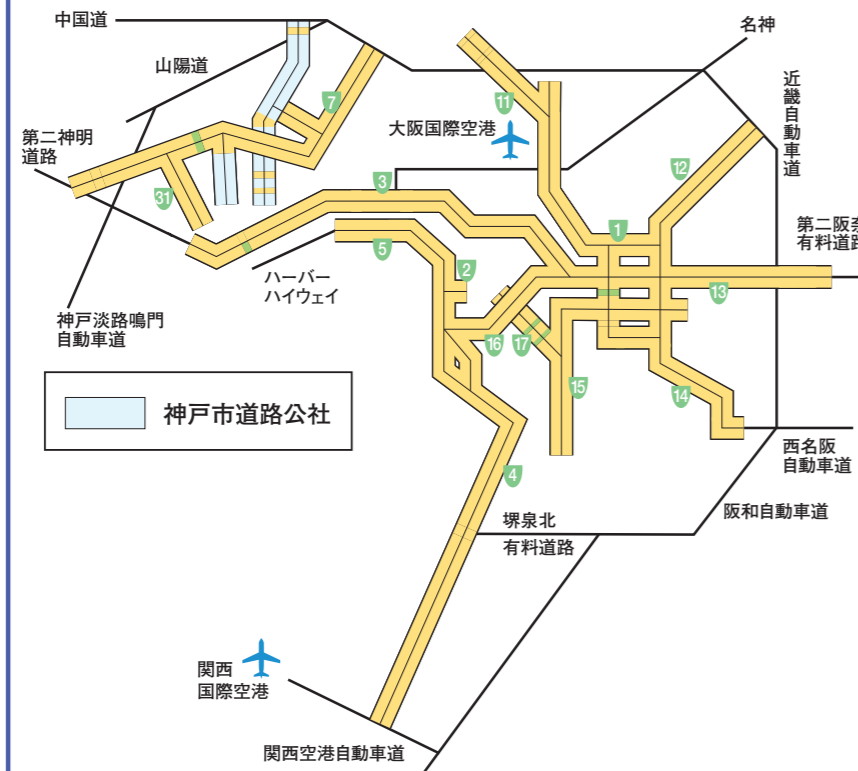 中国道
名神
山陽道
7
11
近畿自動車道
大阪国際空港
第二神明
道路
12
31
3
1
第二阪奈
有料道路
5
2
13
ハーバー
ハイウェイ
神戸淡路鳴門
自動車道
16
17
15
14
神戸市道路公社
西名阪
自動車道
4
阪和自動車道
堺泉北
有料道路
関西
国際空港
関西空港自動車道